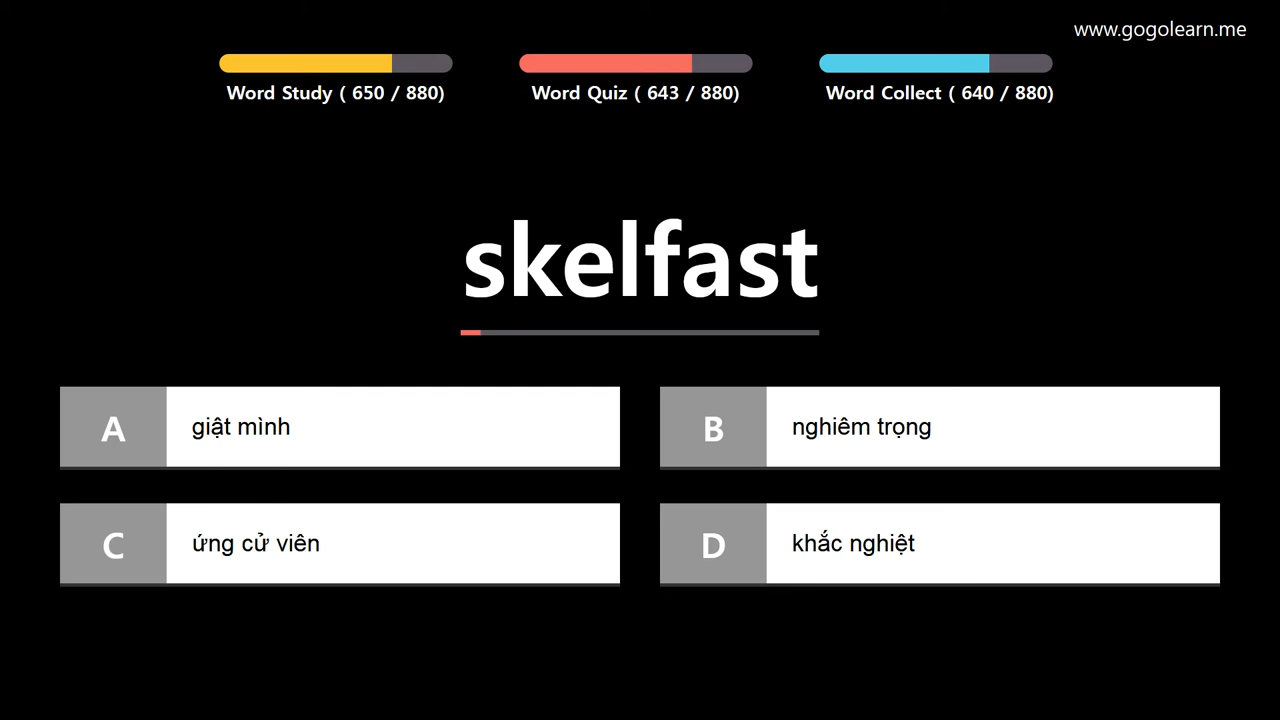 www.gogolearn.me
Word Study ( 650 / 880)
Word Quiz ( 643 / 880)
Word Collect ( 640 / 880)
skelfast
A giật mình
B nghiêm trọng
C ứng cử viên
D khắc nghiệt